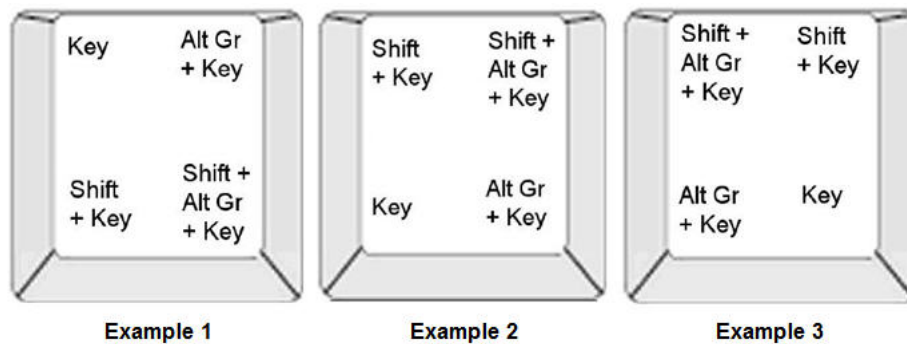 Key
Alt Gr
+ Key
Shift
+ Key
Shift +
Alt Gr
+ Key
Shift
+ Key
Shift +
Alt Gr
+ Key
Key
Alt Gr
+ Key
Shift +
Alt Gr
+ Key
Shift
+ Key
Alt Gr
+ Key
Key
Example 1
Example 2
Example 3